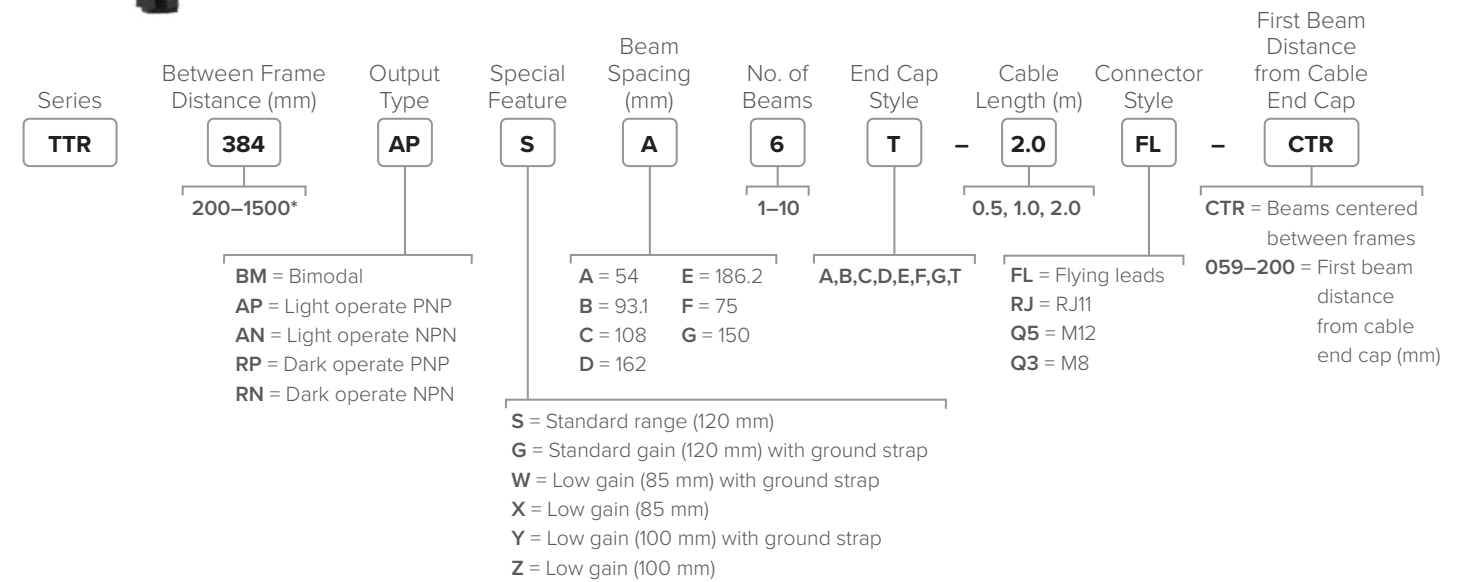 Series
TTR
Between Frame
Distance (mm)
384
200–1500*
Output
Type
AP
BM = Bimodal
AP = Light operate PNP
AN = Light operate NPN
RP = Dark operate PNP
RN = Dark operate NPN
Special
Feature
S
S = Standard range (120 mm)
G = Standard gain (120 mm) with ground strap
W = Low gain (85 mm) with ground strap
X = Low gain (85 mm)
Y = Low gain (100 mm) with ground strap
Z = Low gain (100 mm)
Beam
Spacing
(mm)
A
A = 54 E = 186.2
B = 93.1 F = 75
C = 108 G = 150
D = 162
No. of
Beams
6
1–10
End Cap
Style
T
A,B,C,D,E,F,G,T
–
Cable
Length (m)
2.0
0.5, 1.0, 2.0
Connector
Style
FL
FL = Flying leads
RJ = RJ11
Q5 = M12
Q3 = M8
–
First Beam
Distance
from Cable
End Cap
CTR
CTR = Beams centered
between frames
059–200 = First beam
distance
from cable
end cap (mm)